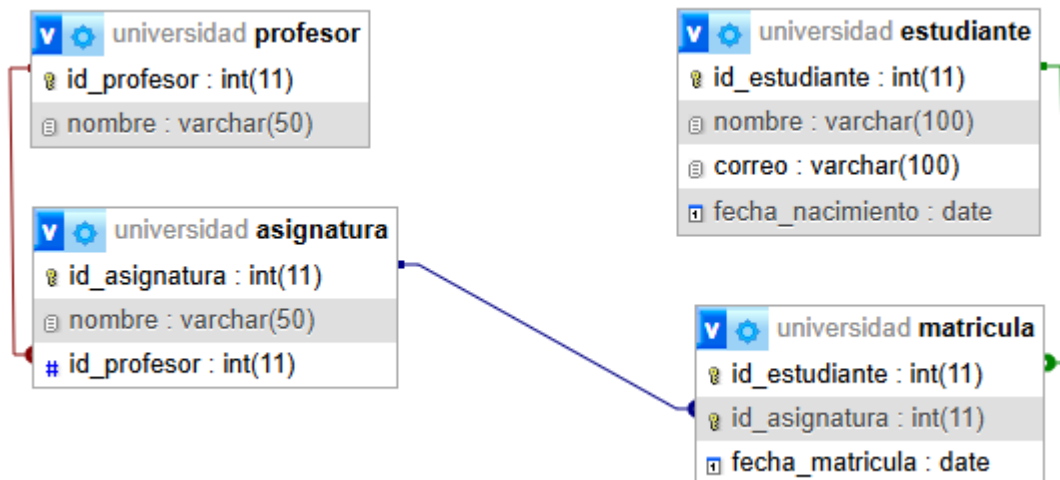 v universidad profesor
id_profesor : int(11)
nombre : varchar(50)
v universidad estudiante
id_estudiante : int(11)
nombre : varchar(100)
correo : varchar(100)
fecha_nacimiento : date
v universidad asignatura
id_asignatura : int(11)
nombre : varchar(50)
# id_profesor : int(11)
v universidad matricula
id_estudiante : int(11)
id_asignatura : int(11)
fecha_matricula : date